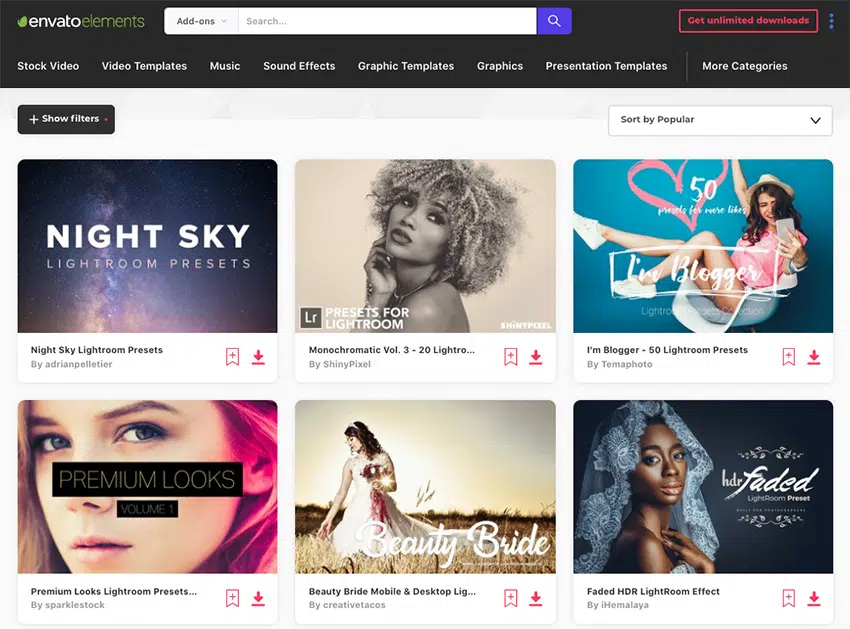 envatoelements
Add-ons
Search...
Get unlimited downloads
Stock Video
Video Templates
Music
Sound Effects
Graphic Templates
Graphics
Presentation Templates
More Categories
+ Show filters
Sort by Popular
NIGHT SKY
LIGHTROOM PRESETS
Night Sky Lightroom Presets
By adrianpelletier
Lr
PRESETS FOR
LIGHTROOM
SHINYPIXEL
Monochromatic Vol. 3 - 20 Lightro...
By ShinyPixel
50
presets for more likes
I'm Blogger
Lightroom Presets Collection
I'm Blogger - 50 Lightroom Presets
By Temaphoto
PREMIUM LOOKS
VOLUME 1
Premium Looks Lightroom Presets...
By sparklestock
Beauty Bride
Beauty Bride Mobile & Desktop Lig...
By creativetacos
hdr faded
LightRoom Preset
BUILT FOR PHOTOGRAPHERS
Faded HDR LightRoom Effect
By iHemalaya